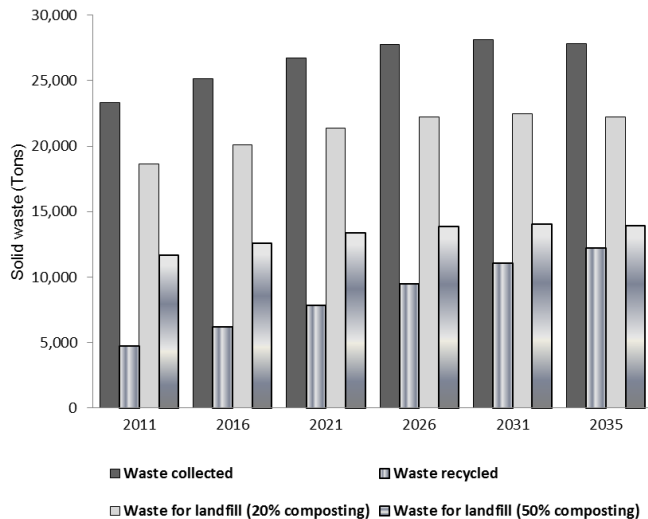 30,000
25,000
20,000
15,000
10,000
5,000
0
Solid waste (Tons)
2011 2016 2021 2026 2031 2035
Waste collected Waste recycled
Waste for landfill (20% composting) Waste for landfill (50% composting)